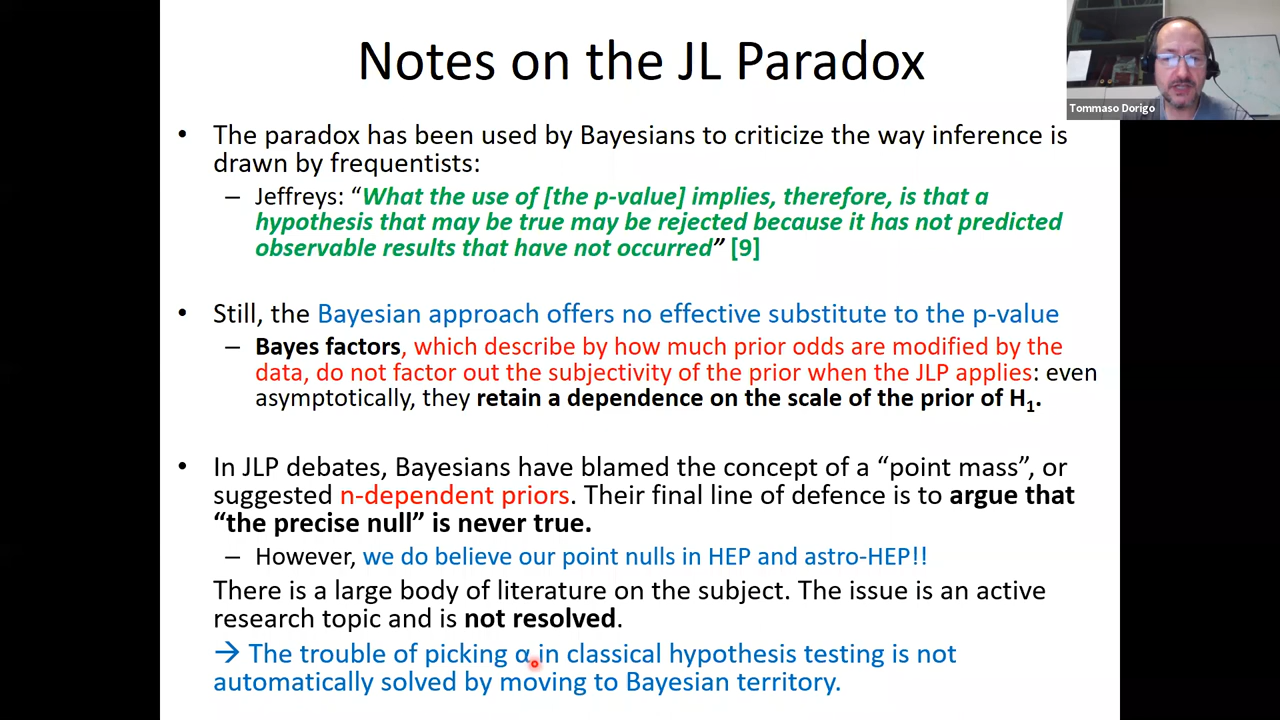 Notes on the JL Paradox
Tommaso Dorigo
• The paradox has been used by Bayesians to criticize the way inference is
drawn by frequentists:
– Jeffreys: “What the use of [the p-value] implies, therefore, is that a
hypothesis that may be true may be rejected because it has not predicted
observable results that have not occurred” [9]
• Still, the Bayesian approach offers no effective substitute to the p-value
– Bayes factors, which describe by how much prior odds are modified by the
data, do not factor out the subjectivity of the prior when the JLP applies: even
asymptotically, they retain a dependence on the scale of the prior of H₁.
• In JLP debates, Bayesians have blamed the concept of a “point mass”, or
suggested n-dependent priors. Their final line of defence is to argue that
“the precise null” is never true.
– However, we do believe our point nulls in HEP and astro-HEP!!
There is a large body of literature on the subject. The issue is an active
research topic and is not resolved.
→ The trouble of picking α in classical hypothesis testing is not
automatically solved by moving to Bayesian territory.